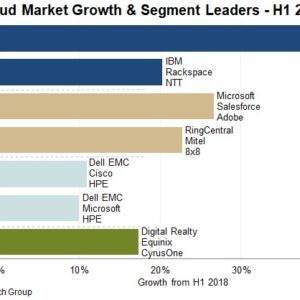 ud Market Growth & Segment Leaders - H1 2
IBM
Rackspace
NTT
Microsoft
Salesforce
Adobe
RingCentral
Mitel
8x8
Dell EMC
Cisco
HPE
Dell EMC
Microsoft
HPE
Digital Realty
Equinix
CyrusOne
% 10% 20% 30%
Growth from H1 2018
ch Group